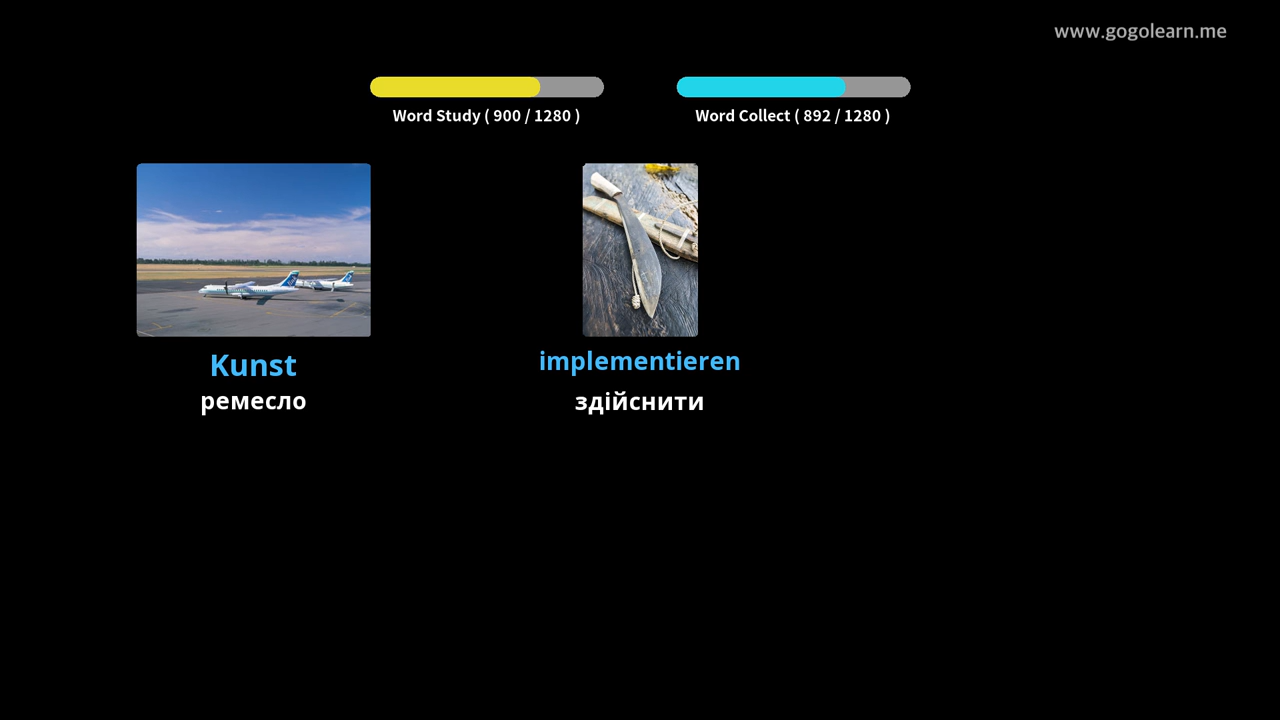 www.gogolearn.me
Word Study ( 900 / 1280 )
Word Collect ( 892 / 1280 )
Kunst
ремесло
implementieren
здійснити